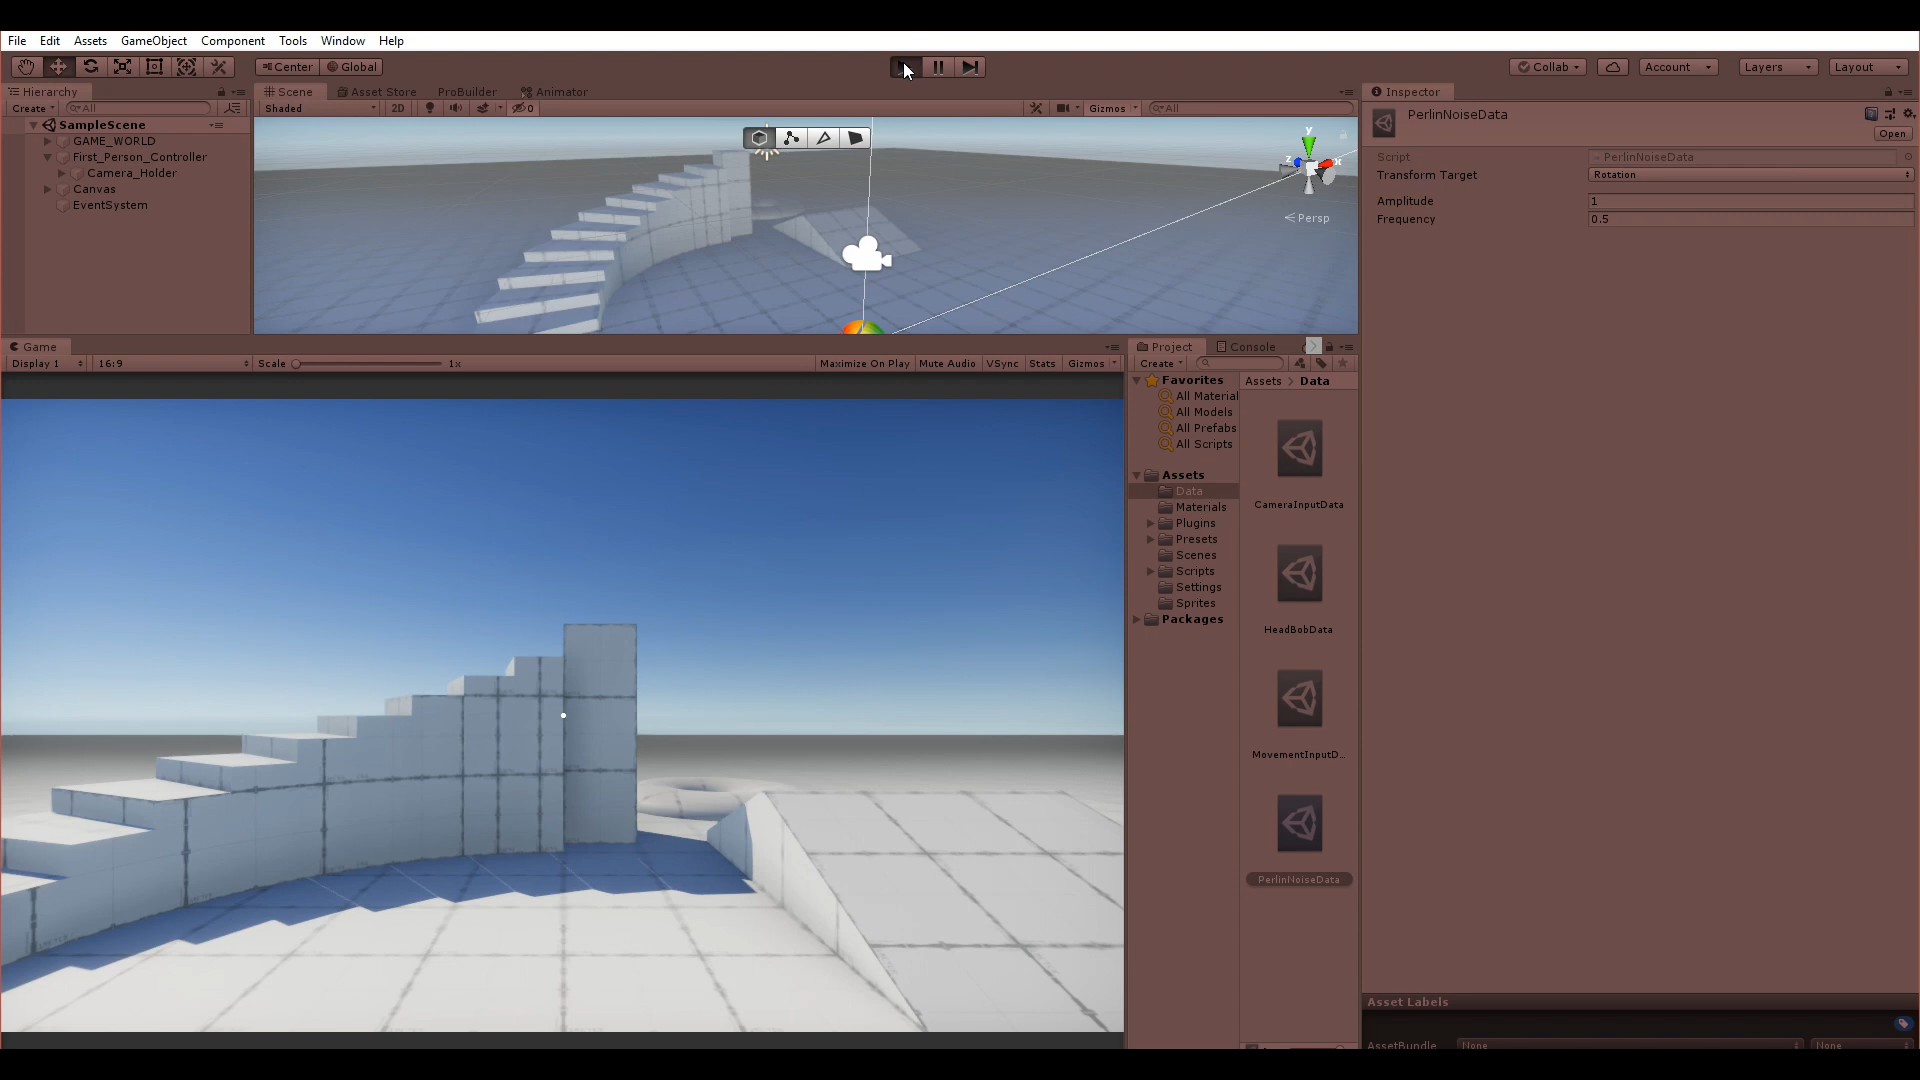 File Edit Assets GameObject Component Tools Window Help
Center Global Collab Account Layers Layout
Hierarchy
Create All
SampleScene
GAME_WORLD
First_Person_Controller
Camera_Holder
Canvas
EventSystem
Scene Asset Store ProBuilder Animator
Shaded 2D 0 Gizmos All
y
z x
Persp
Game
Display 1 16:9 Scale 1x Maximize On Play Mute Audio VSync Stats Gizmos
Project Console
Create
Favorites
All Material
All Models
All Prefabs
All Scripts
Assets
Data
Materials
Plugins
Presets
Scenes
Scripts
Settings
Sprites
Packages
Assets > Data
CameraInputData
HeadBobData
MovementInputD...
PerlinNoiseData
Inspector
PerlinNoiseData
Open
Script PerlinNoiseData
Transform Target Rotation
Amplitude 1
Frequency 0.5
Asset Labels
AssetBundle None None